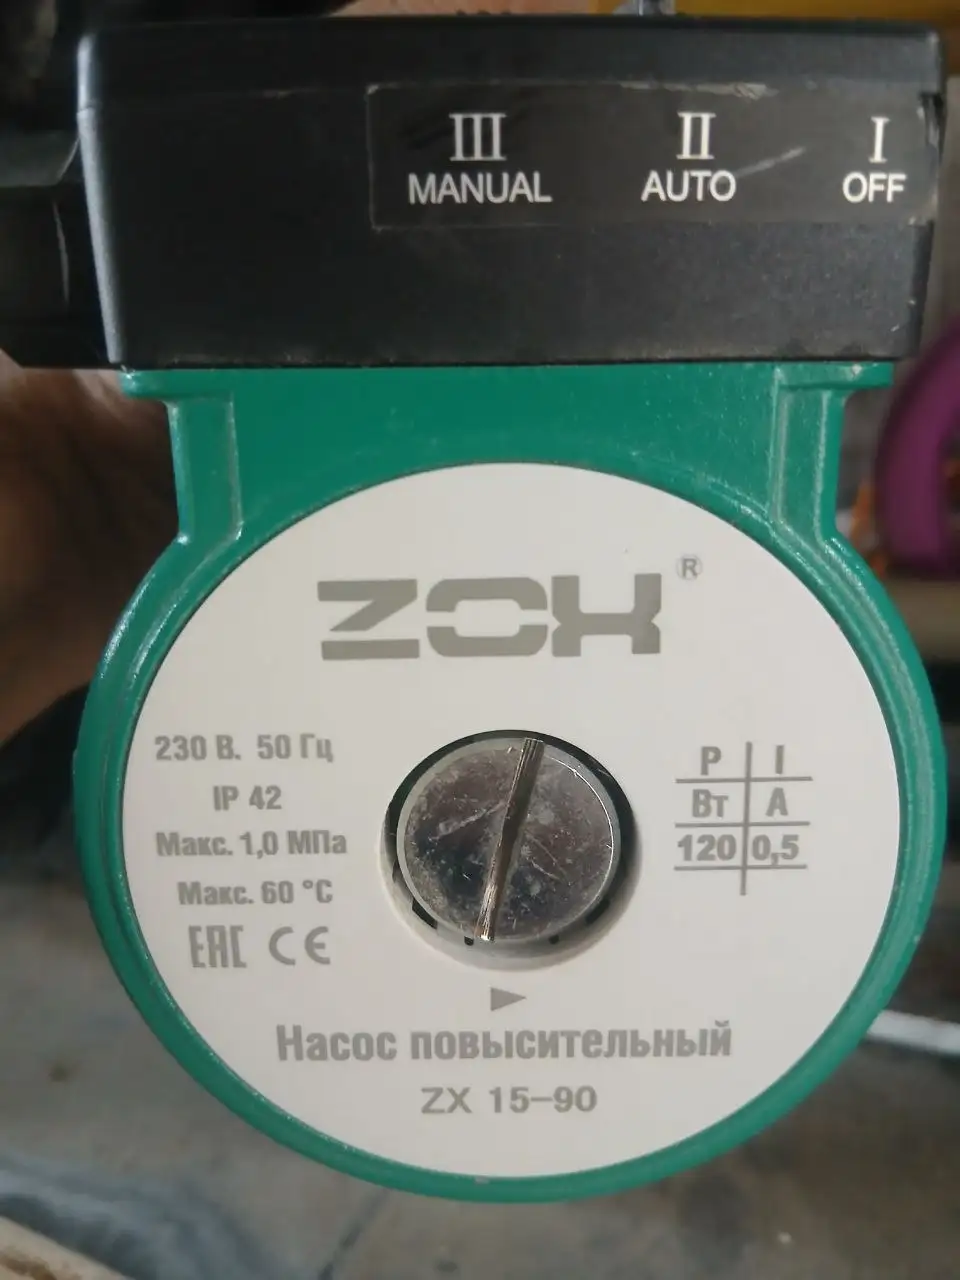 III II I
MANUAL AUTO OFF
ZOX ®
230 В. 50 Гц
IP 42
Макс. 1,0 МПа
Макс. 60 °C
EAC CE
P I
Вт A
120 0,5
Насос повысительный
ZX 15-90